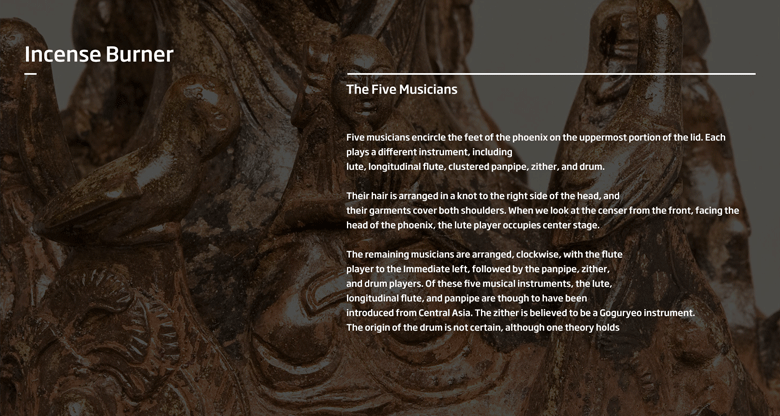 Incense Burner
The Five Musicians
Five musicians encircle the feet of the phoenix on the uppermost portion of the lid. Each
plays a different instrument, including
lute, longitudinal flute, clustered panpipe, zither, and drum.
Their hair is arranged in a knot to the right side of the head, and
their garments cover both shoulders. When we look at the censer from the front, facing the
head of the phoenix, the lute player occupies center stage.
The remaining musicians are arranged, clockwise, with the flute
player to the Immediate left, followed by the panpipe, zither,
and drum players. Of these five musical instruments, the lute,
longitudinal flute, and panpipe are though to have been
introduced from Central Asia. The zither is believed to be a Goguryeo instrument.
The origin of the drum is not certain, although one theory holds